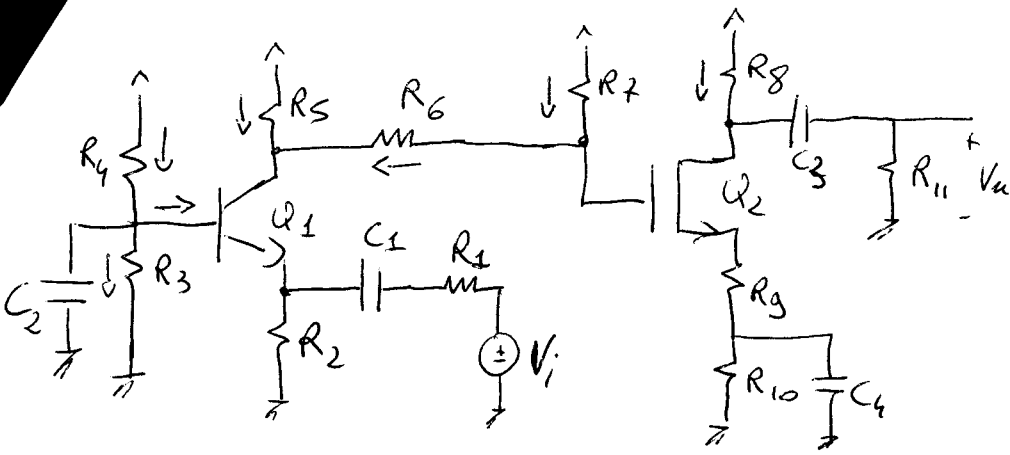 R4
R5
R6
R7
R8
C3
R11
+
Vu
-
Q2
Q1
C1
R1
R3
C2
R2
±
Vi
R9
R10
C4